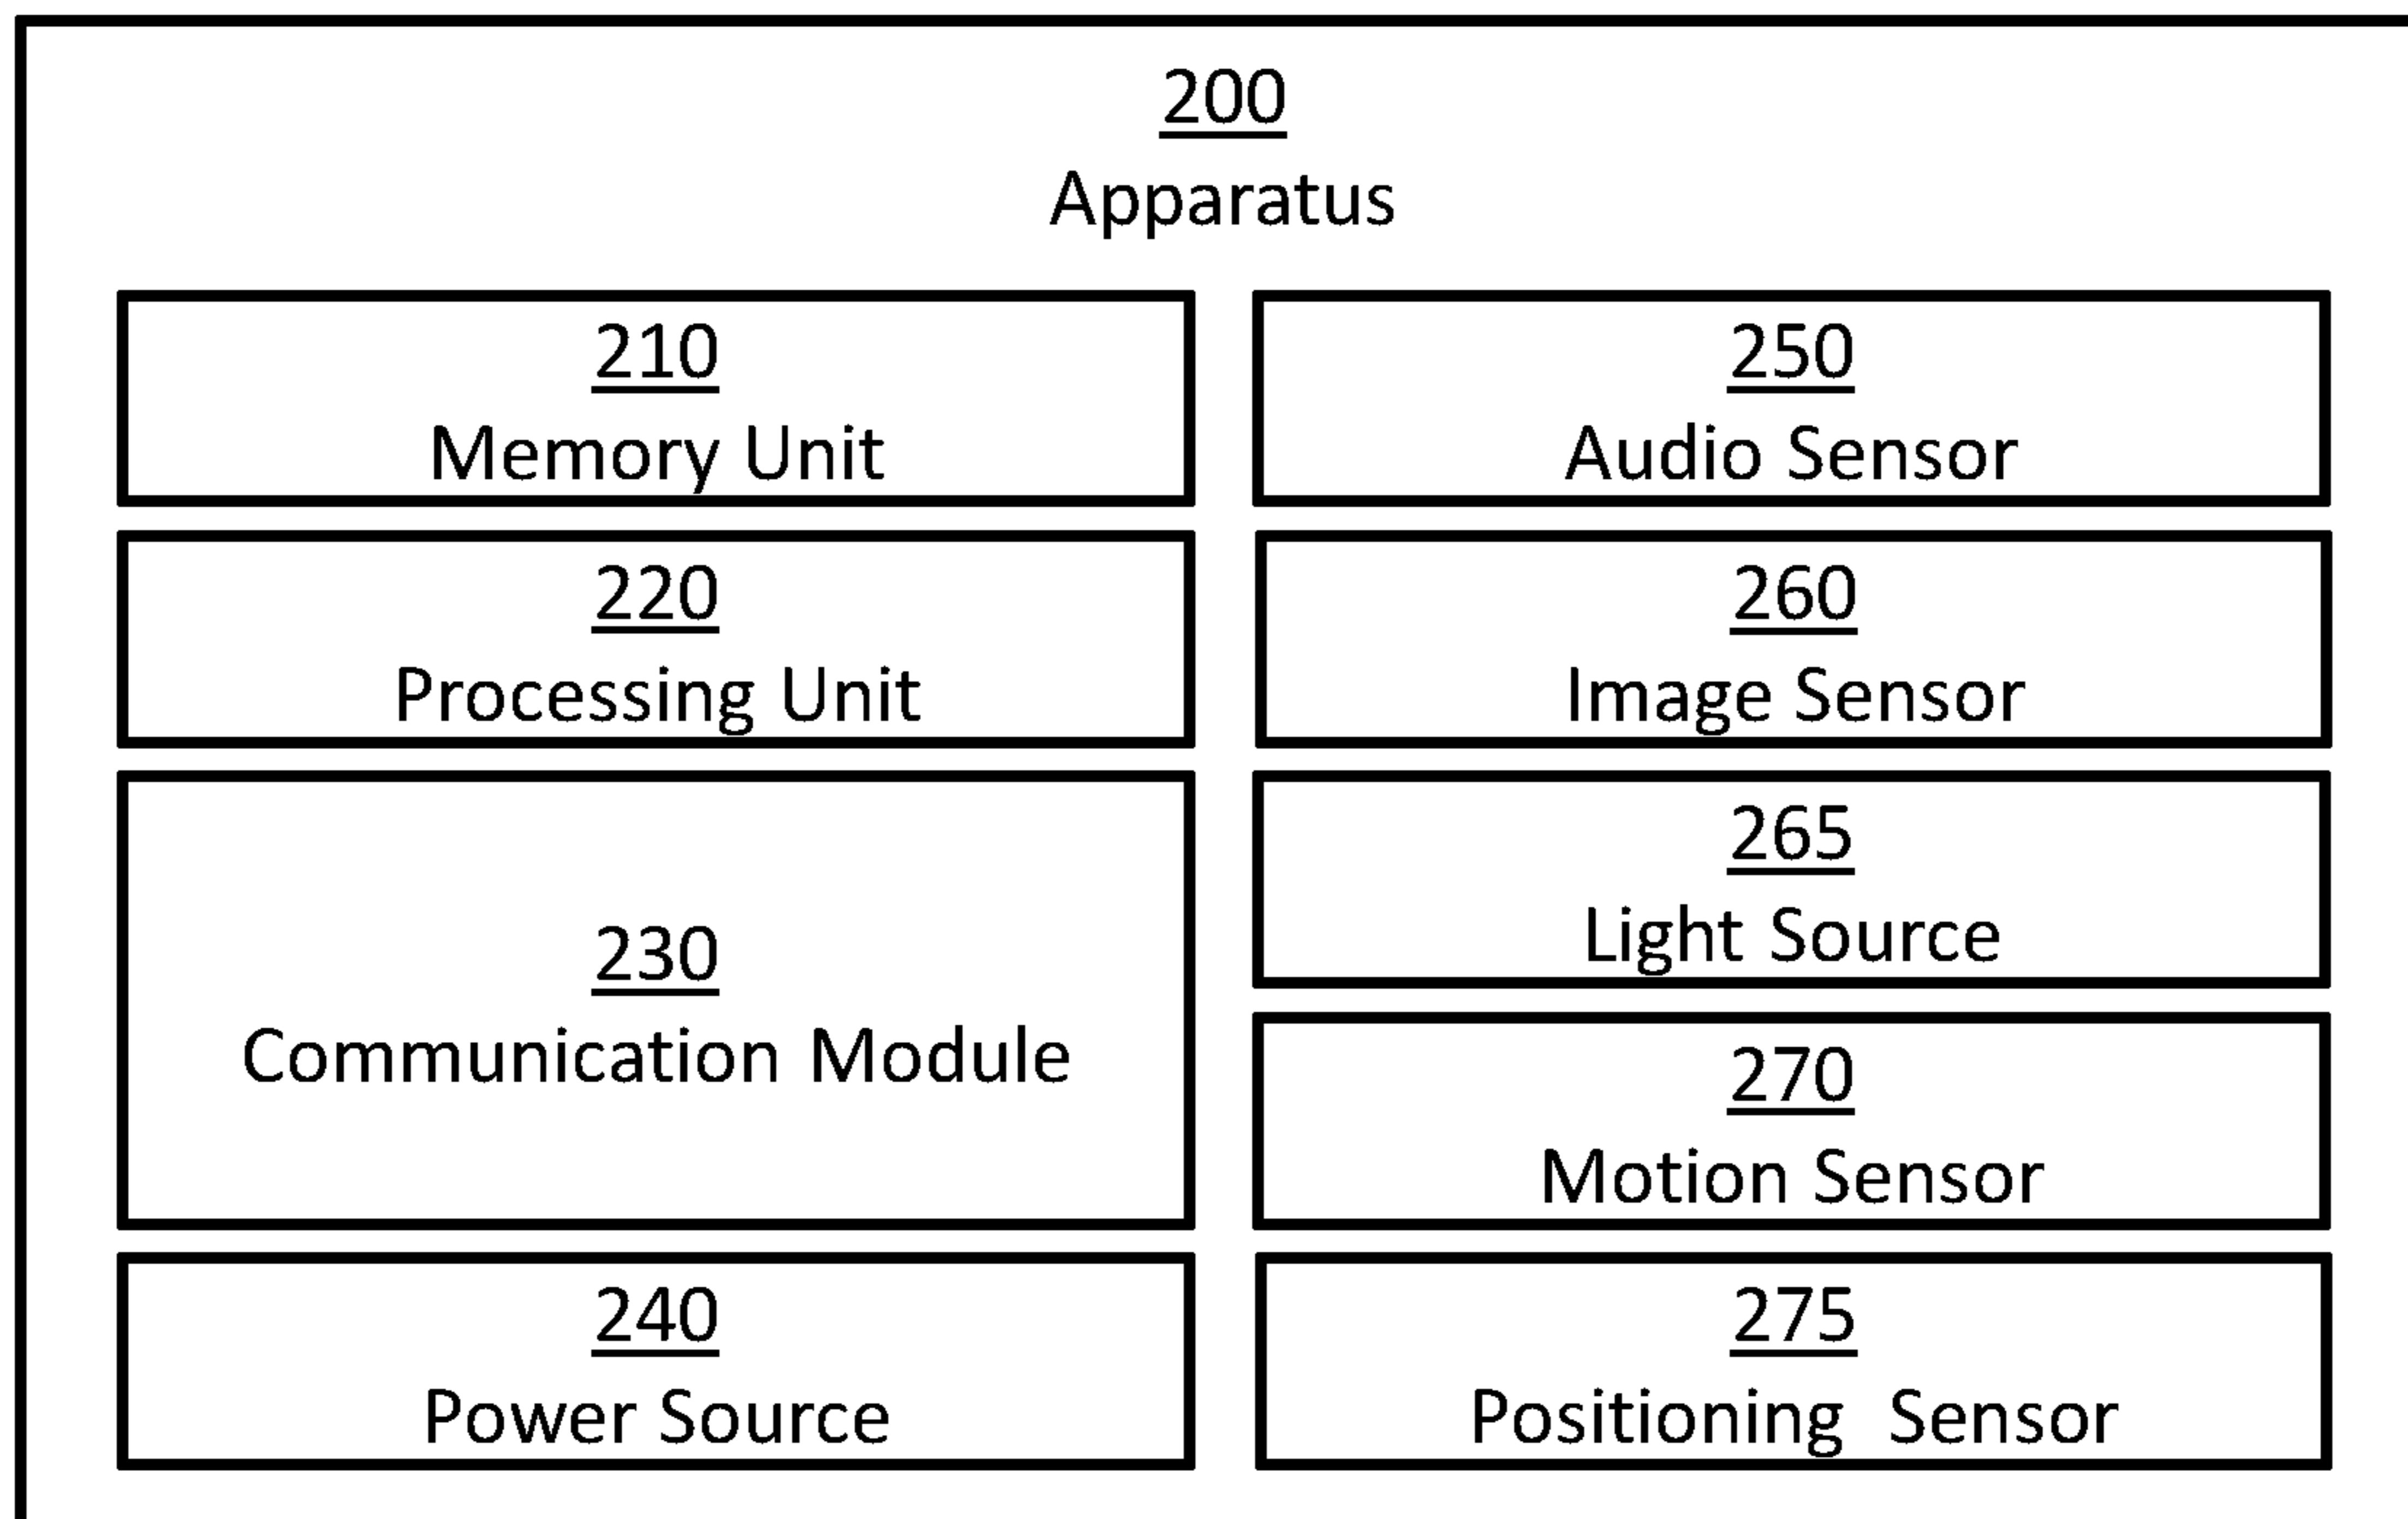 200
Apparatus
210
Memory Unit
220
Processing Unit
230
Communication Module
240
Power Source
250
Audio Sensor
260
Image Sensor
265
Light Source
270
Motion Sensor
275
Positioning  Sensor